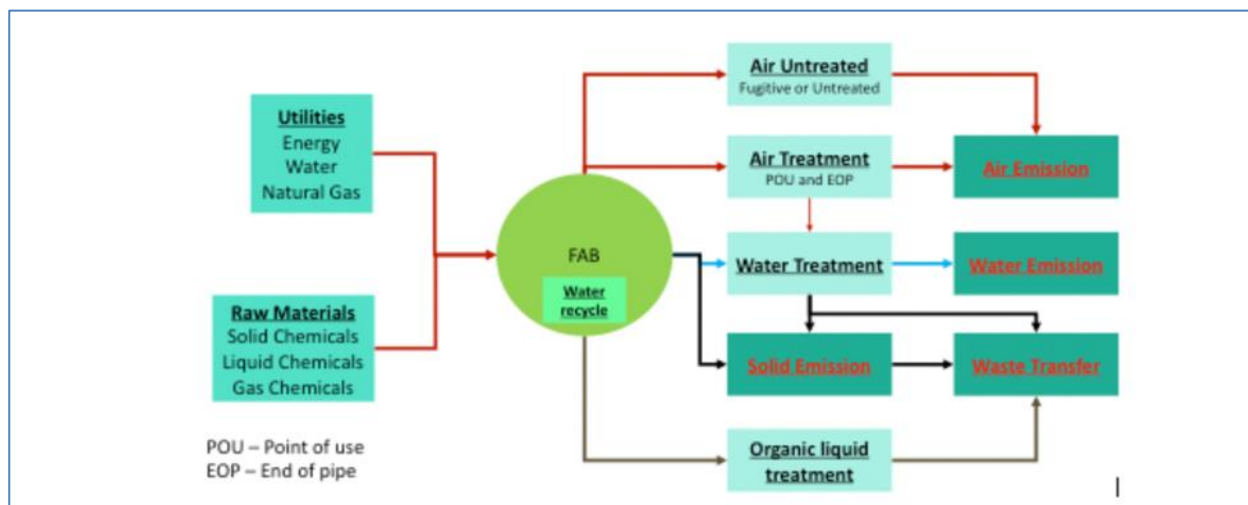 Utilities
Energy
Water
Natural Gas
Raw Materials
Solid Chemicals
Liquid Chemicals
Gas Chemicals
POU – Point of use
EOP – End of pipe
FAB
Water
recycle
Air Untreated
Fugitive or Untreated
Air Treatment
POU and EOP
Air Emission
Water Treatment
Water Emission
Solid Emission
Waste Transfer
Organic liquid
treatment